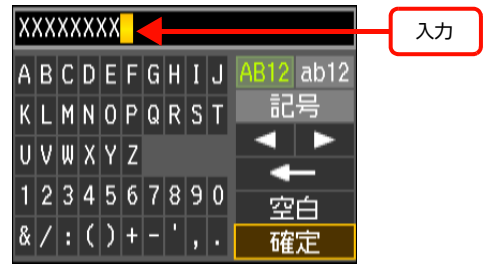 XXXXXXXX
入力
A B C D E F G H I J
K L M N O P Q R S T
U V W X Y Z
1 2 3 4 5 6 7 8 9 0
& / : ( ) + - ' , .
AB12 ab12
記号
空白
確定